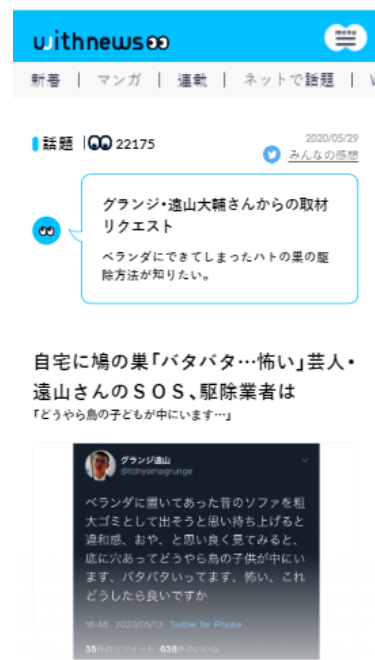 withnews
menu
新着 | マンガ | 連載 | ネットで話題 |
話題 22175
2020/05/29
みんなの感想
グランジ・遠山大輔さんからの取材
リクエスト
ベランダにできてしまったハトの巣の駆
除方法が知りたい。
自宅に鳩の巣「バタバタ…怖い」芸人・
遠山さんのＳＯＳ、駆除業者は
「どうやら鳥の子どもが中にいます…」
グランジ遠山
@tohyamagrunge
ベランダに置いてあった昔のソファを粗
大ゴミとして出そうと思い持ち上げると
違和感、おや、と思い良く見てみると、
底に穴あってどうやら鳥の子供が中にい
ます、バタバタいってます、怖い、これ
どうしたら良いですか
16:46 · 2020/05/13 · Twitter for iPhone
35件のリツイート 638件のいいね